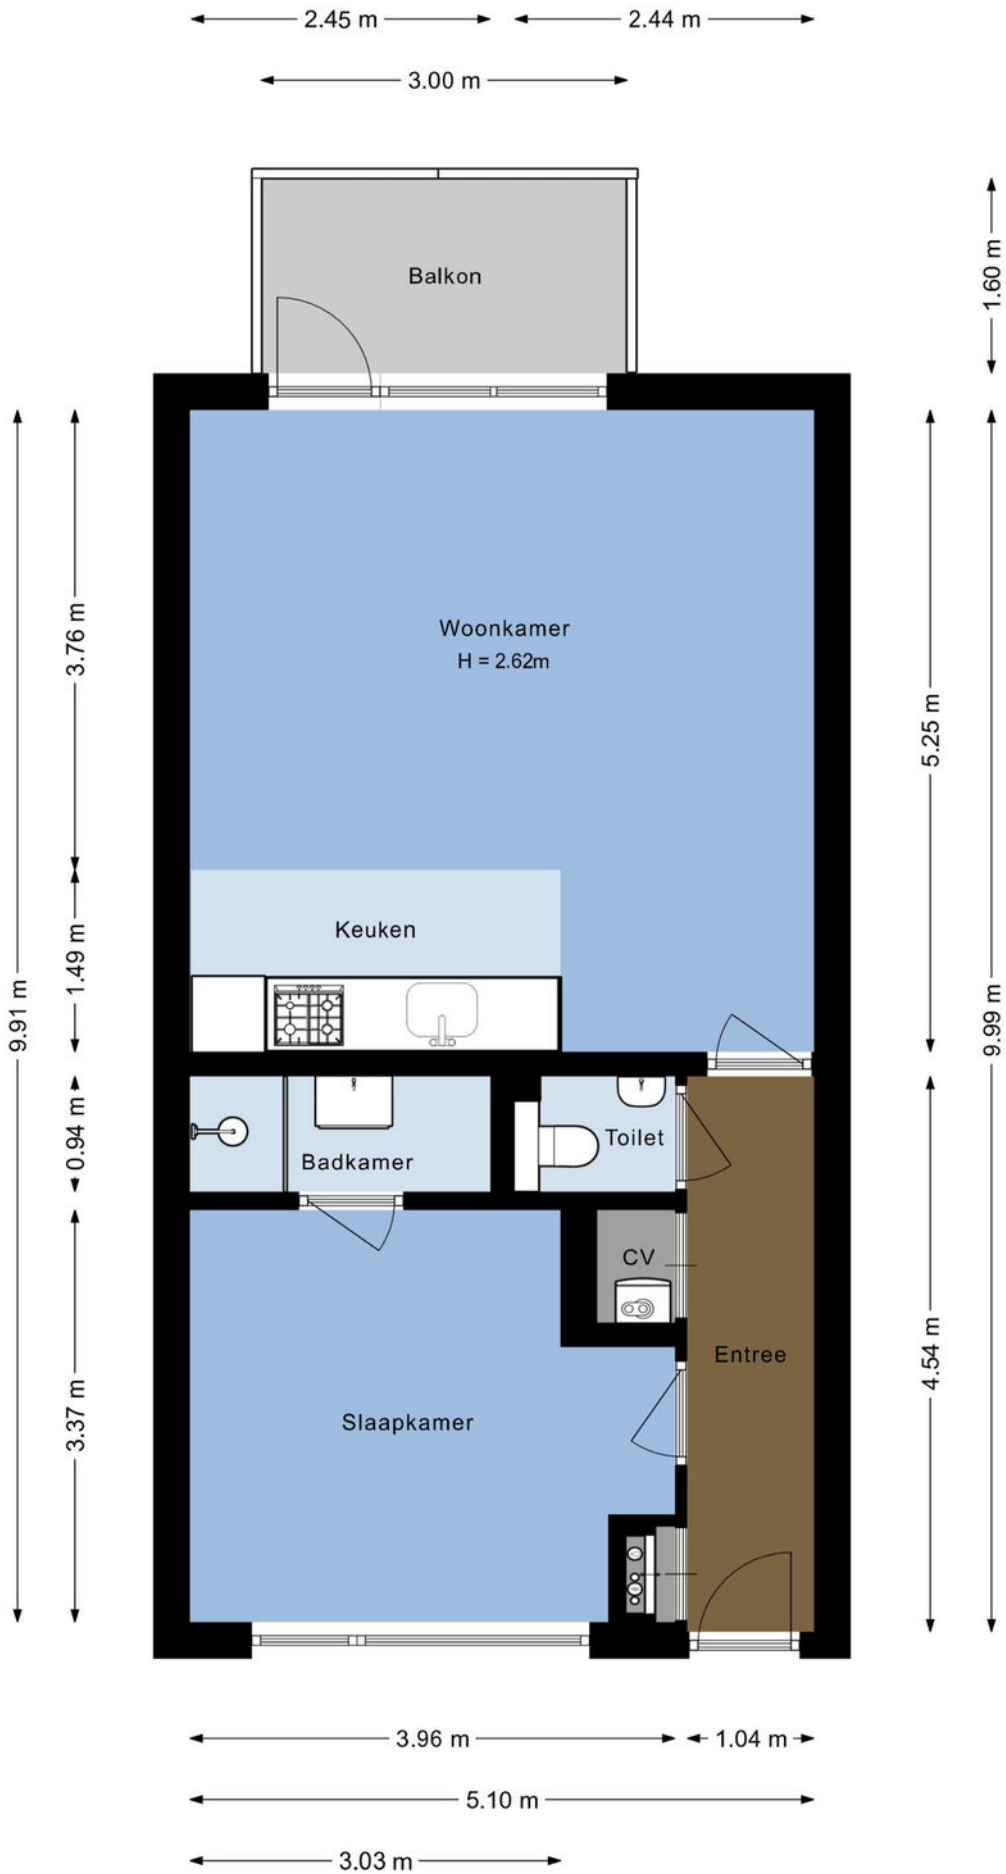 2.45 m
2.44 m
3.00 m
1.60 m
Balkon
Woonkamer
H = 2.62m
3.76 m
5.25 m
Keuken
1.49 m
9.91 m
9.99 m
0.94 m
Badkamer
Toilet
CV
Entree
4.54 m
3.37 m
Slaapkamer
3.96 m
1.04 m
5.10 m
3.03 m